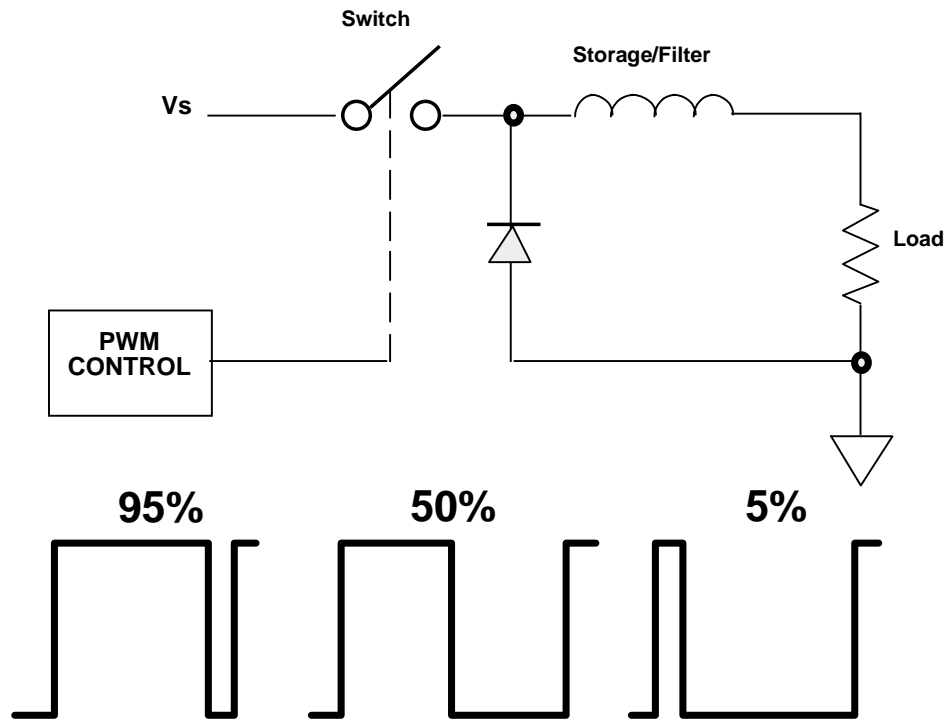 Switch
Storage/Filter
Vs
Load
PWM
CONTROL
95%
50%
5%